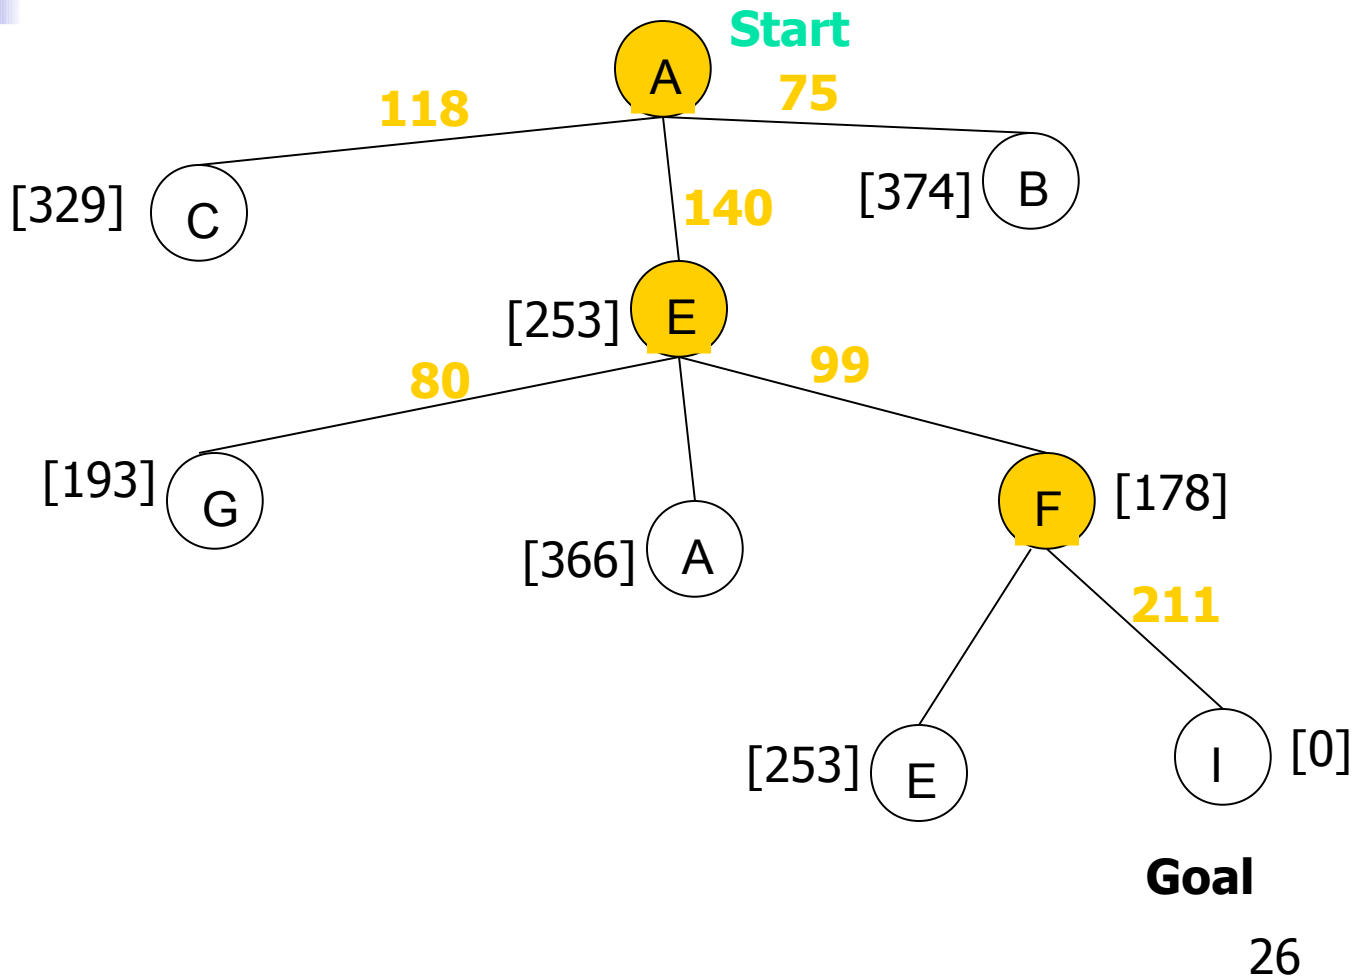 Start
A
75
118
[329]
C
140
[374]
B
[253]
E
80
99
[193]
G
[366]
A
F
[178]
211
[253]
E
I
[0]
Goal
26